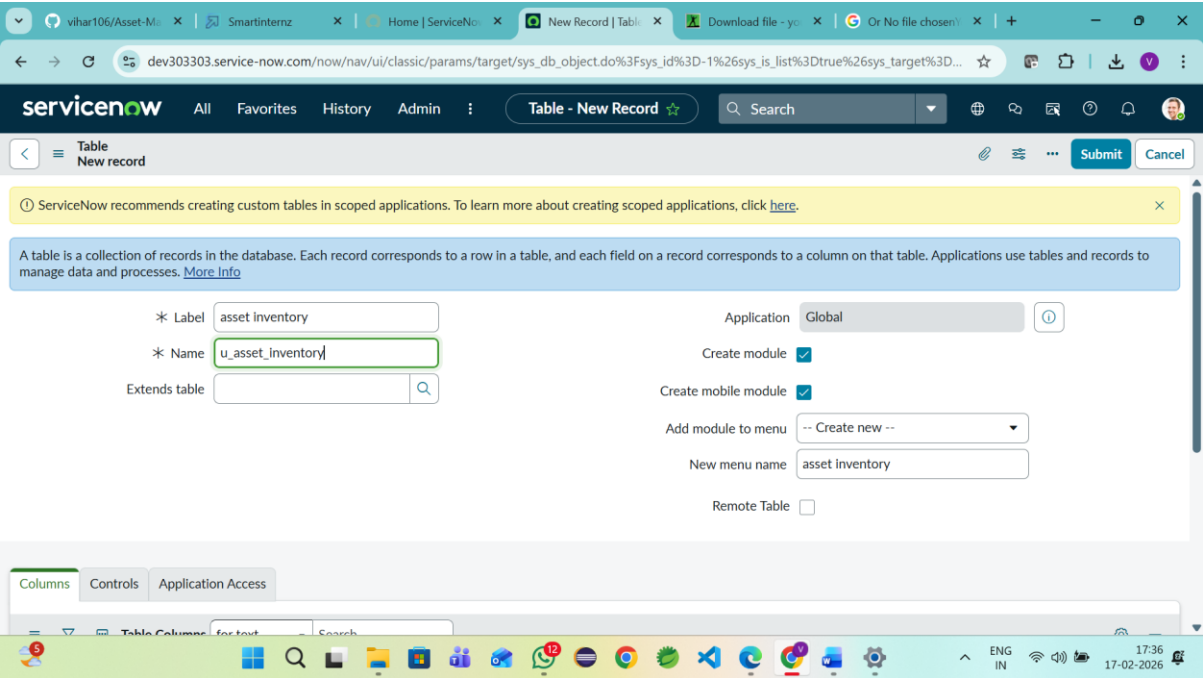 vihar106/Asset-Ma
Smartinternz
Home | ServiceNo
New Record | Table
Download file - yo
Or No file chosen
dev303303.service-now.com/now/nav/ui/classic/params/target/sys_db_object.do%3Fsys_id%3D-1%26sys_is_list%3Dtrue%26sys_target%3D...
V
servicenow All Favorites History Admin Table - New Record Search
Table
New record
Submit Cancel
ServiceNow recommends creating custom tables in scoped applications. To learn more about creating scoped applications, click here.
A table is a collection of records in the database. Each record corresponds to a row in a table, and each field on a record corresponds to a column on that table. Applications use tables and records to
manage data and processes. More Info
Label asset inventory
Application Global
Name u_asset_inventory
Create module
Extends table
Create mobile module
Add module to menu -- Create new --
New menu name asset inventory
Remote Table
Columns Controls Application Access
Table Columns for text Search
5
12
V
ENG
IN
17:36
17-02-2026